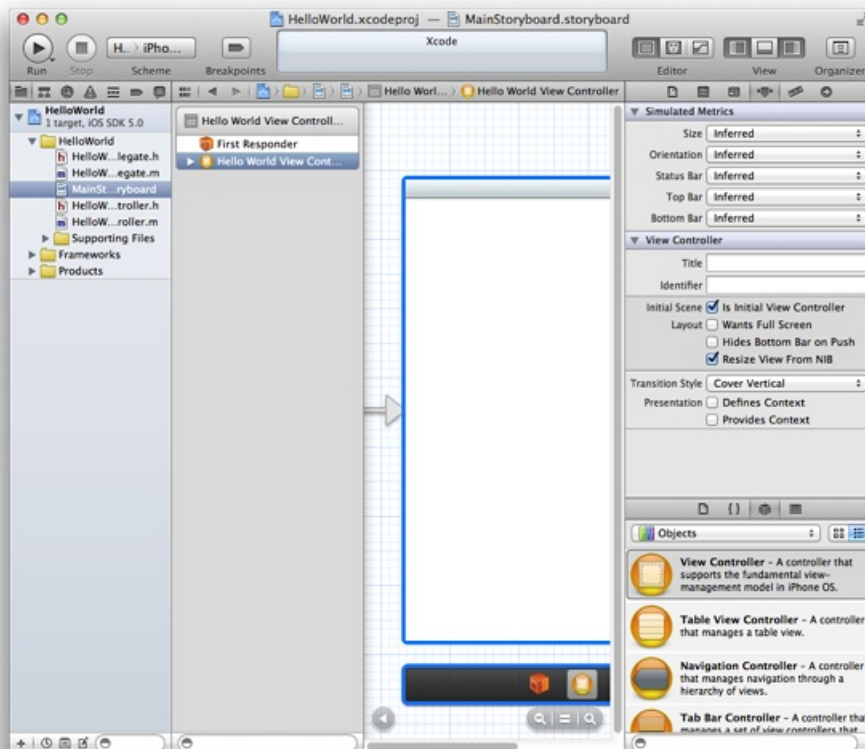 HelloWorld.xcodeproj — MainStoryboard.storyboard
H.. iPho...
Xcode
Run Stop Scheme Breakpoints Editor View Organizer
Hello Worl... Hello World View Controller
HelloWorld
1 target, iOS SDK 5.0
HelloWorld
HelloW...legate.h
HelloW...egate.m
MainSt...ryboard
HelloW...troller.h
HelloW...roller.m
Supporting Files
Frameworks
Products
Hello World View Controll...
First Responder
Hello World View Cont...
Simulated Metrics
Size Inferred
Orientation Inferred
Status Bar Inferred
Top Bar Inferred
Bottom Bar Inferred
View Controller
Title
Identifier
Initial Scene Is Initial View Controller
Layout Wants Full Screen
Hides Bottom Bar on Push
Resize View From NIB
Transition Style Cover Vertical
Presentation Defines Context
Provides Context
Objects
View Controller - A controller that
supports the fundamental view-
management model in iPhone OS.
Table View Controller - A controller
that manages a table view.
Navigation Controller - A controller
that manages navigation through a
hierarchy of views.
Tab Bar Controller - A controller that
manages a set of view controllers that